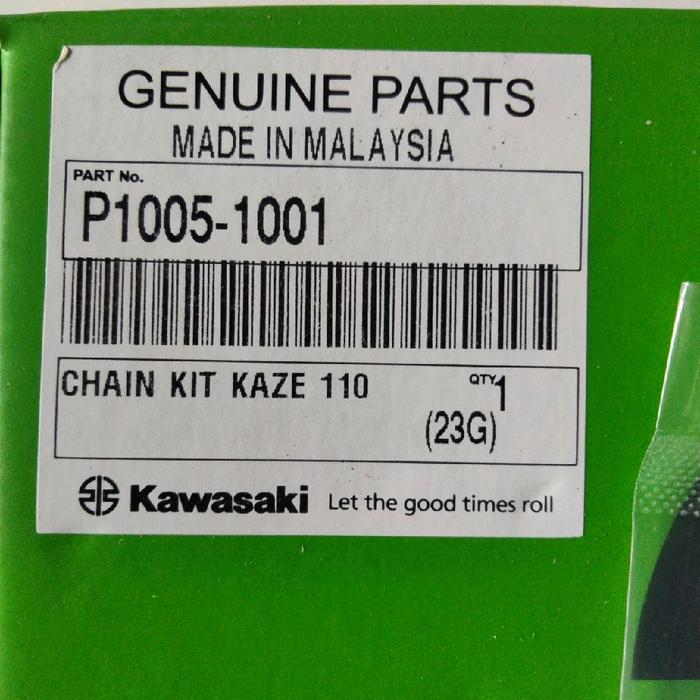 GENUINE PARTS
MADE IN MALAYSIA
PART No.
P1005-1001
CHAIN KIT KAZE 110
QTY 1
(23G)
Kawasaki Let the good times roll